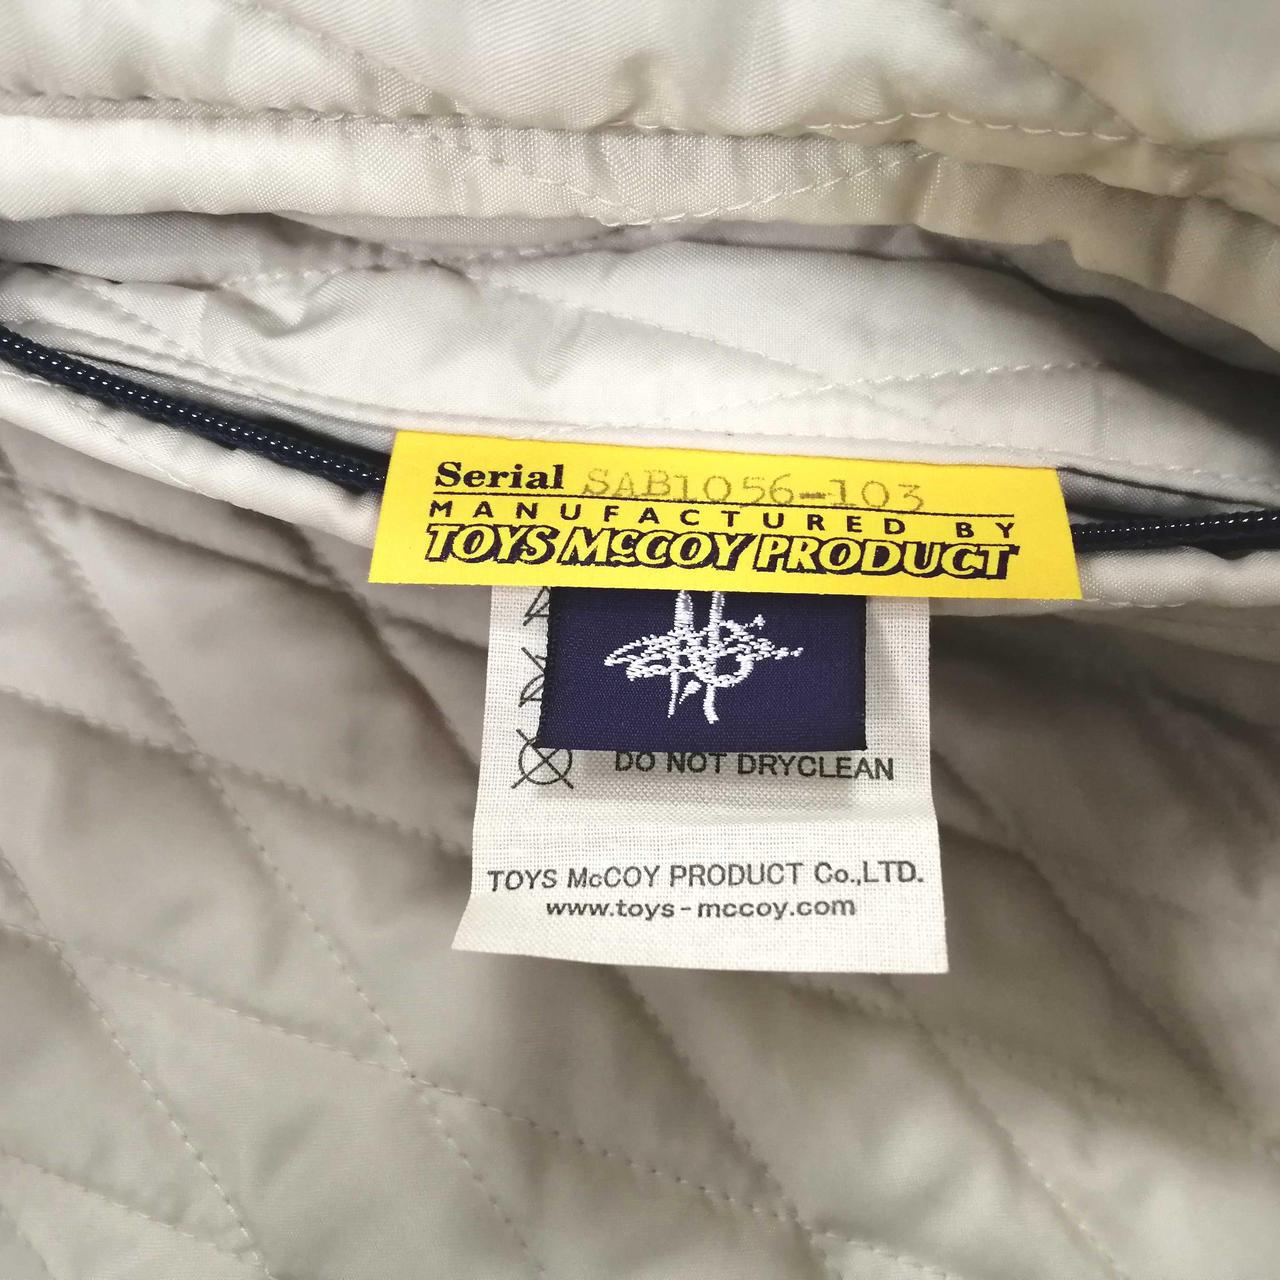 Serial SAB1056-103
MANUFACTURED BY
TOYS McCOY PRODUCT
DO NOT DRYCLEAN
TOYS McCOY PRODUCT Co.,LTD.
www.toys-mccoy.com